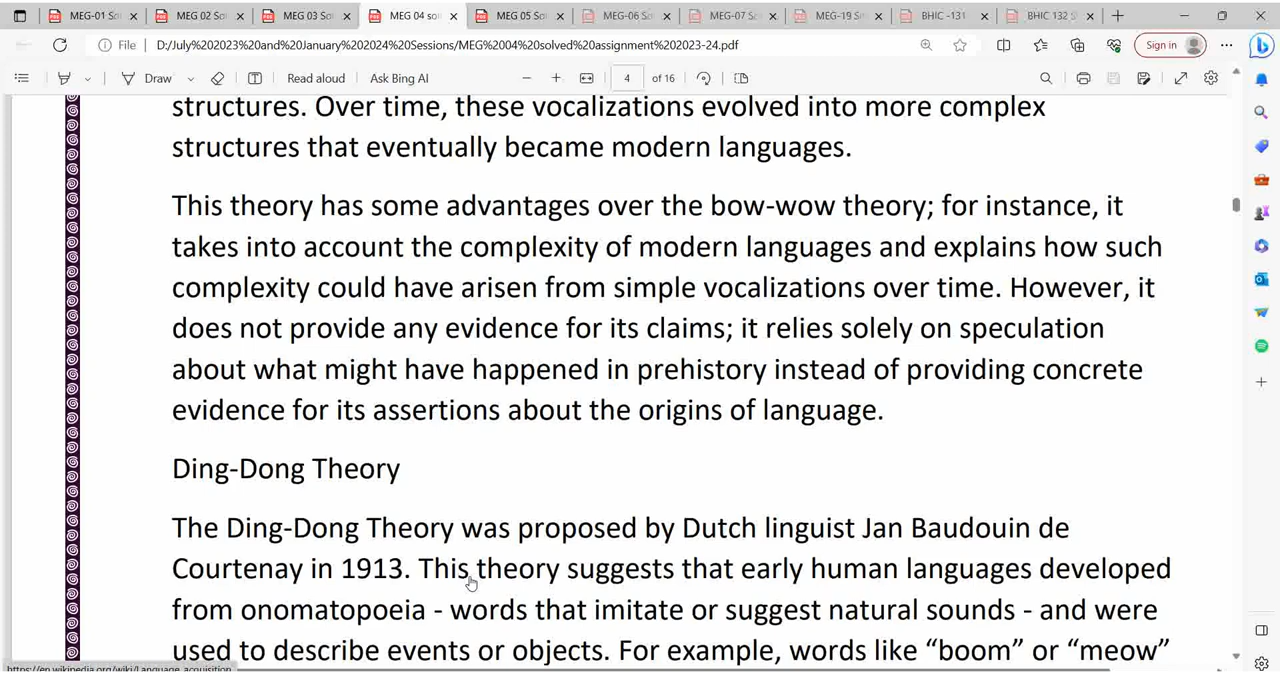 MEG-01 Sou
MEG 02 Sou
MEG 03 Sou
MEG 04 sol
MEG 05 Sol
MEG-06 So
MEG-07 So
MEG-19 Sil
BHIC -131
BHIC 132 S
File
D:/July%202023%20and%20January%202024%20Sessions/MEG%2004%20solved%20assignment%202023-24.pdf
Sign in
Draw
Read aloud
Ask Bing AI
4
of 16
structures. Over time, these vocalizations evolved into more complex
structures that eventually became modern languages.
This theory has some advantages over the bow-wow theory; for instance, it
takes into account the complexity of modern languages and explains how such
complexity could have arisen from simple vocalizations over time. However, it
does not provide any evidence for its claims; it relies solely on speculation
about what might have happened in prehistory instead of providing concrete
evidence for its assertions about the origins of language.
Ding-Dong Theory
The Ding-Dong Theory was proposed by Dutch linguist Jan Baudouin de
Courtenay in 1913. This theory suggests that early human languages developed
from onomatopoeia - words that imitate or suggest natural sounds - and were
used to describe events or objects. For example, words like “boom” or “meow”
https://en.wikipedia.org/wiki/Language_acquisition